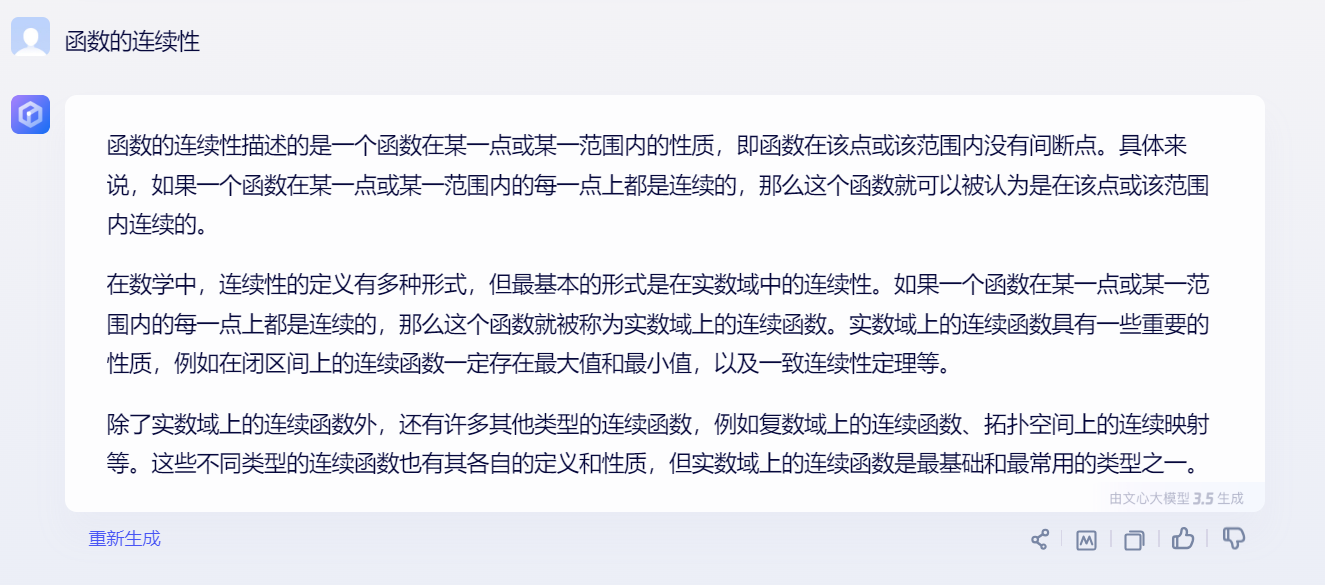 函数的连续性
函数的连续性描述的是一个函数在某一点或某一范围内的性质，即函数在该点或该范围内没有间断点。具体来
说，如果一个函数在某一点或某一范围内的每一点上都是连续的，那么这个函数就可以被认为是在该点或该范围
内连续的。
在数学中，连续性的定义有多种形式，但最基本的形式是在实数域中的连续性。如果一个函数在某一点或某一范
围内的每一点上都是连续的，那么这个函数就被称为实数域上的连续函数。实数域上的连续函数具有一些重要的
性质，例如在闭区间上的连续函数一定存在最大值和最小值，以及一致连续性定理等。
除了实数域上的连续函数外，还有许多其他类型的连续函数，例如复数域上的连续函数、拓扑空间上的连续映射
等。这些不同类型的连续函数也有其各自的定义和性质，但实数域上的连续函数是最基础和最常用的类型之一。
由文心大模型 3.5 生成
重新生成